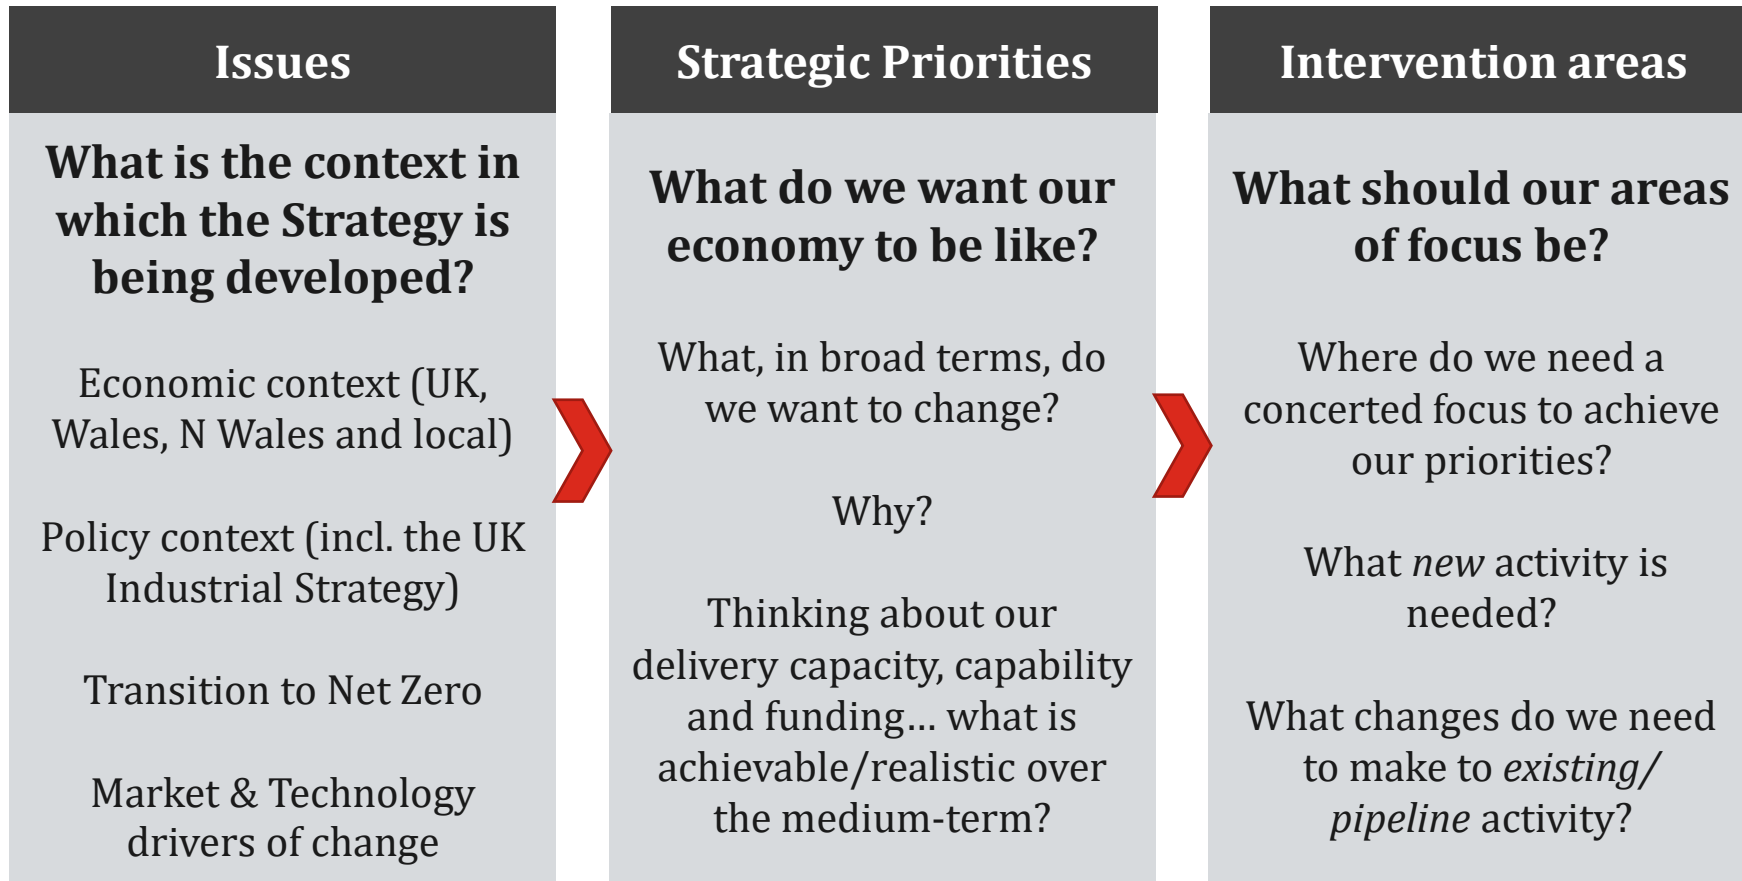 Issues
What is the context in
which the Strategy is
being developed?
Economic context (UK,
Wales, N Wales and local)
Policy context (incl. the UK
Industrial Strategy)
Transition to Net Zero
Market & Technology
drivers of change
Strategic Priorities
What do we want our
economy to be like?
What, in broad terms, do
we want to change?
Why?
Thinking about our
delivery capacity, capability
and funding... what is
achievable/realistic over
the medium-term?
Intervention areas
What should our areas
of focus be?
Where do we need a
concerted focus to achieve
our priorities?
What new activity is
needed?
What changes do we need
to make to existing/
pipeline activity?